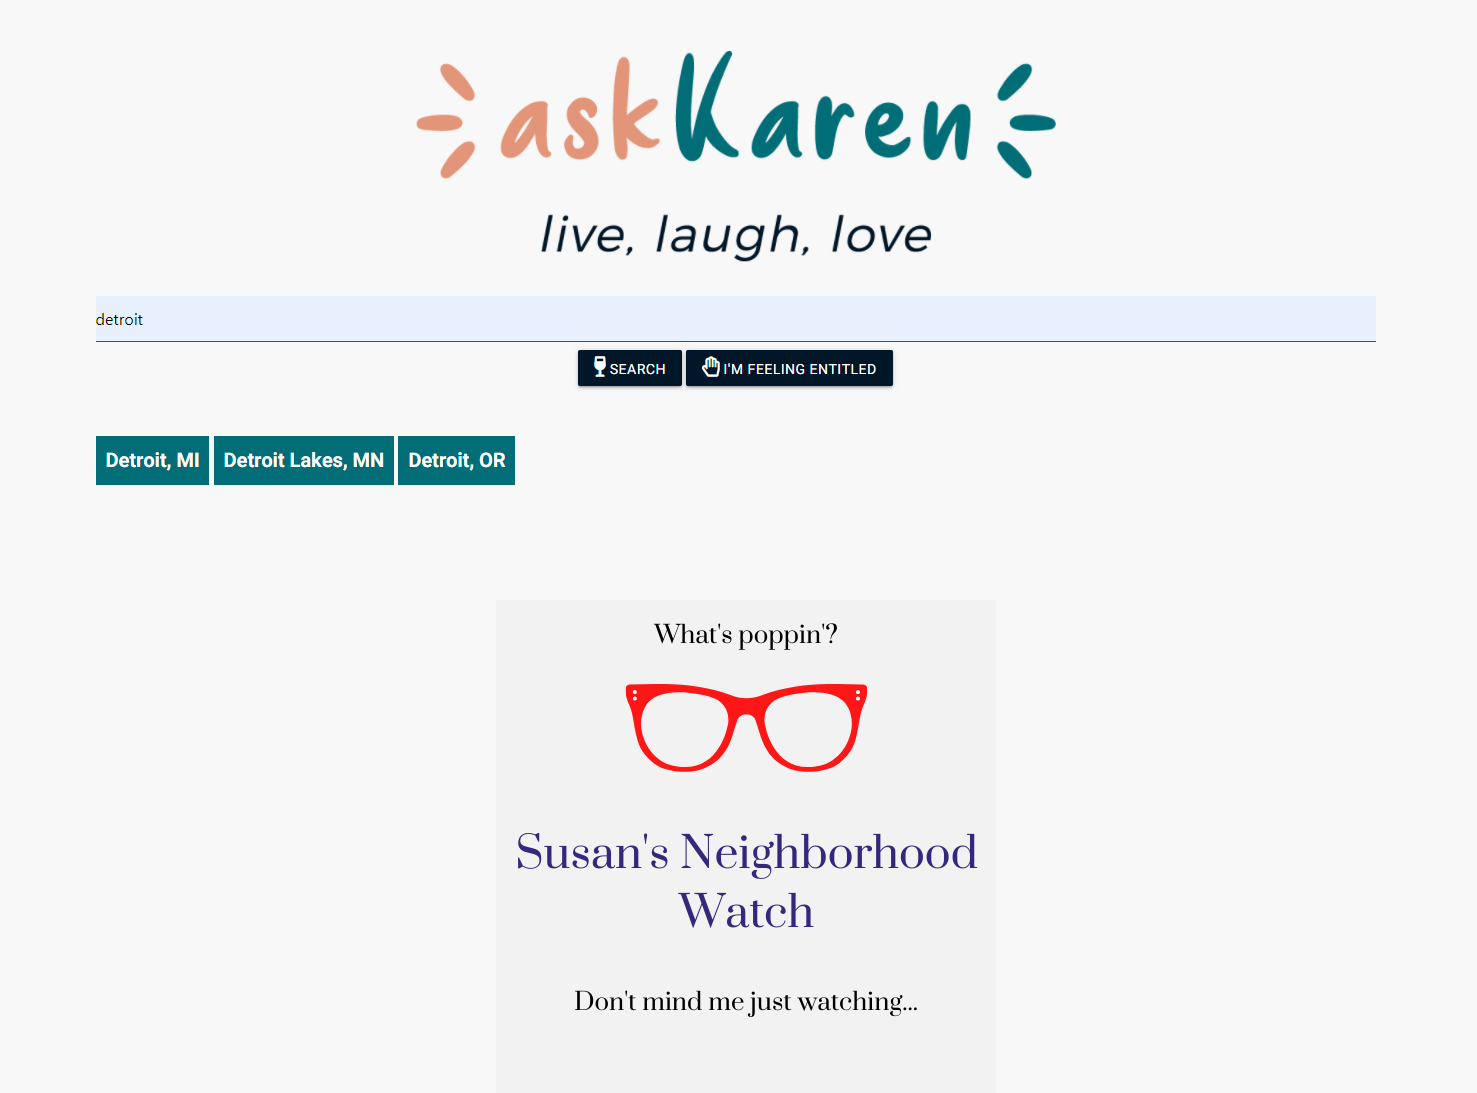 askKaren
live, laugh, love
detroit
SEARCH I'M FEELING ENTITLED
Detroit, MI Detroit Lakes, MN Detroit, OR
What's poppin'?
Susan's Neighborhood
Watch
Don't mind me just watching...